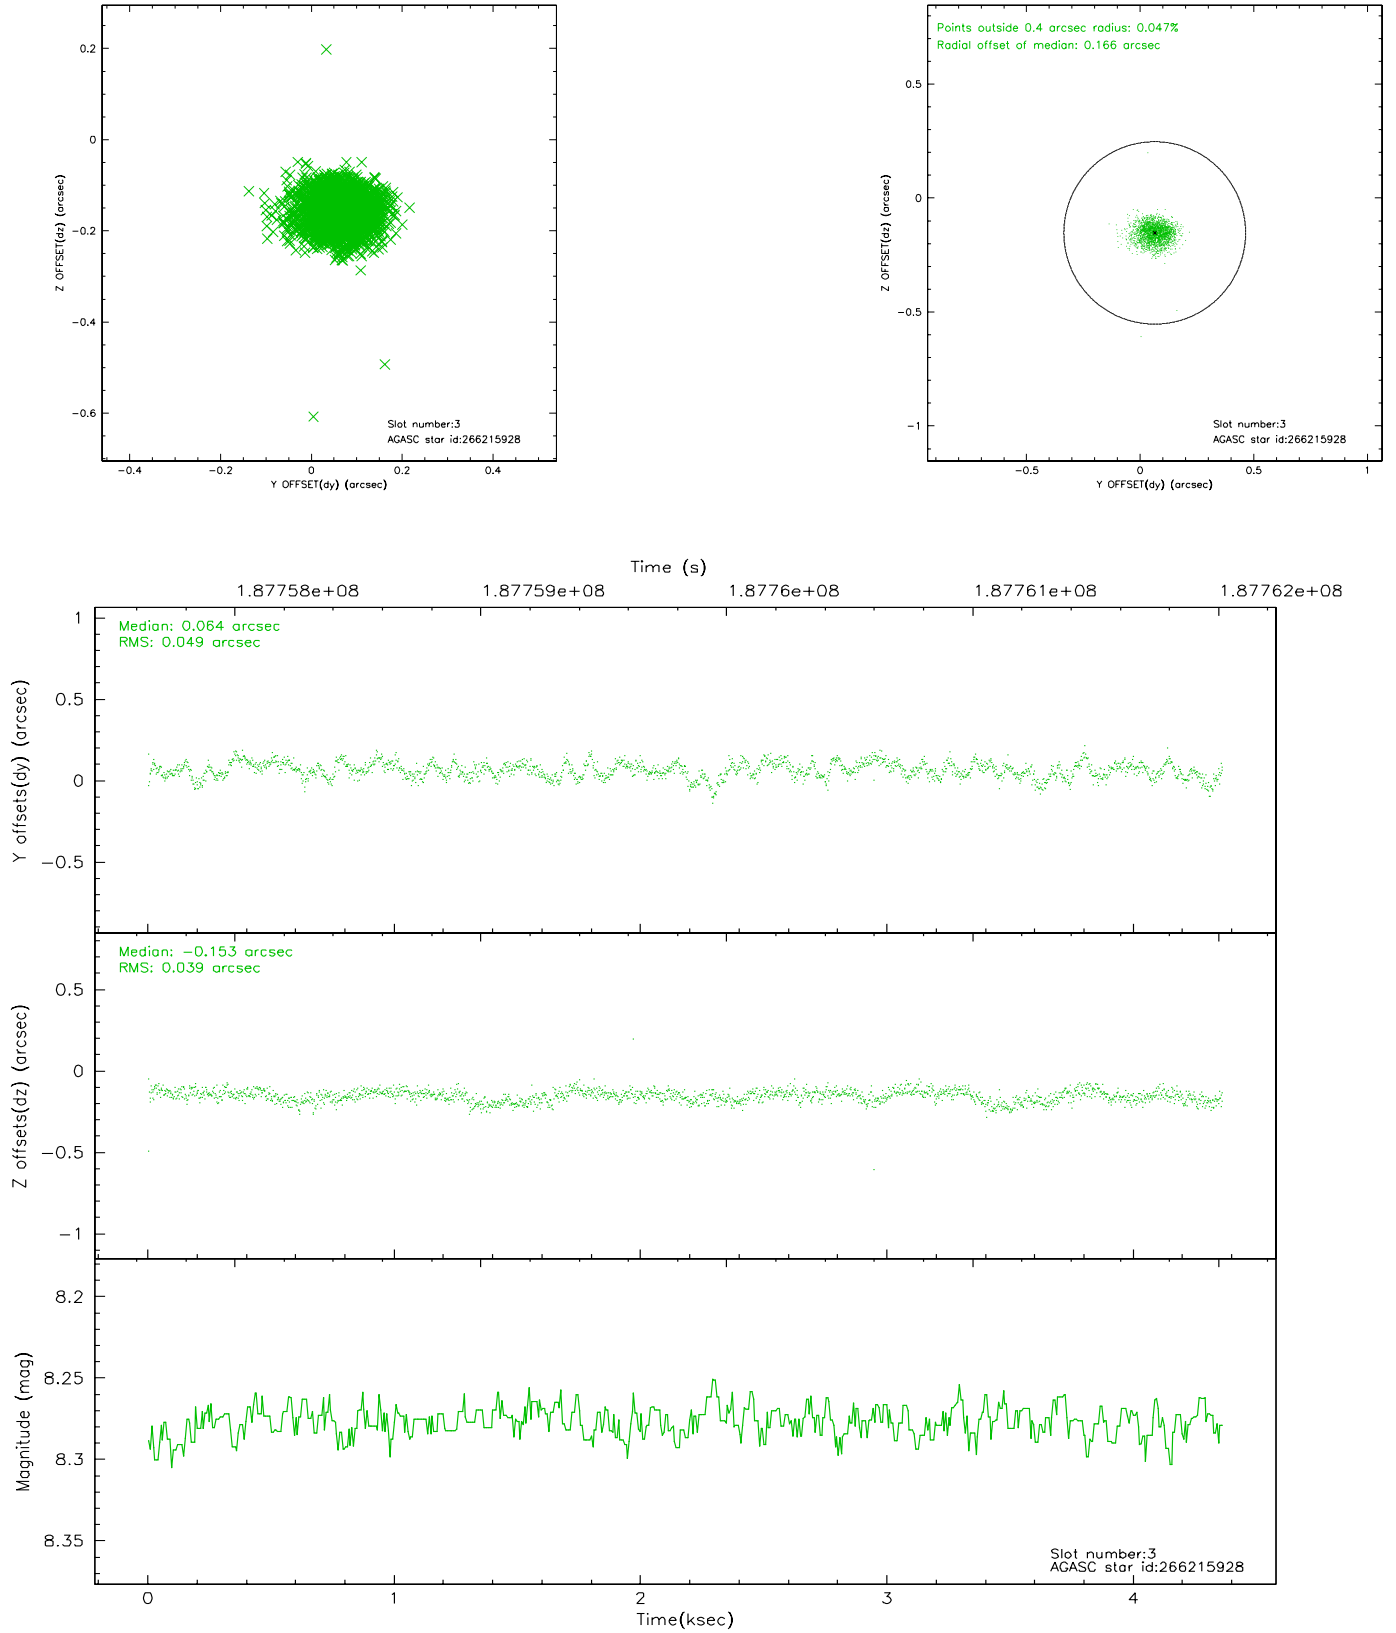 0.2
0
−0.2
−0.4
−0.6
Z OFFSET(dz) (arcsec)
Slot number:3
AGASC star id:266215928
−0.4 −0.2 0 0.2 0.4
Y OFFSET(dy) (arcsec)
Points outside 0.4 arcsec radius: 0.047%
Radial offset of median: 0.166 arcsec
0.5
0
−0.5
−1
Z OFFSET(dz) (arcsec)
Slot number:3
AGASC star id:266215928
−0.5 0 0.5 1
Y OFFSET(dy) (arcsec)
Time (s)
1.87758e+08 1.87759e+08 1.8776e+08 1.87761e+08 1.87762e+08
Median: 0.064 arcsec
RMS: 0.049 arcsec
1
0.5
0
−0.5
Y offsets(dy) (arcsec)
Median: −0.153 arcsec
RMS: 0.039 arcsec
0.5
0
−0.5
−1
Z offsets(dz) (arcsec)
8.2
8.25
8.3
8.35
Magnitude (mag)
Slot number:3
AGASC star id:266215928
0 1 2 3 4
Time(ksec)